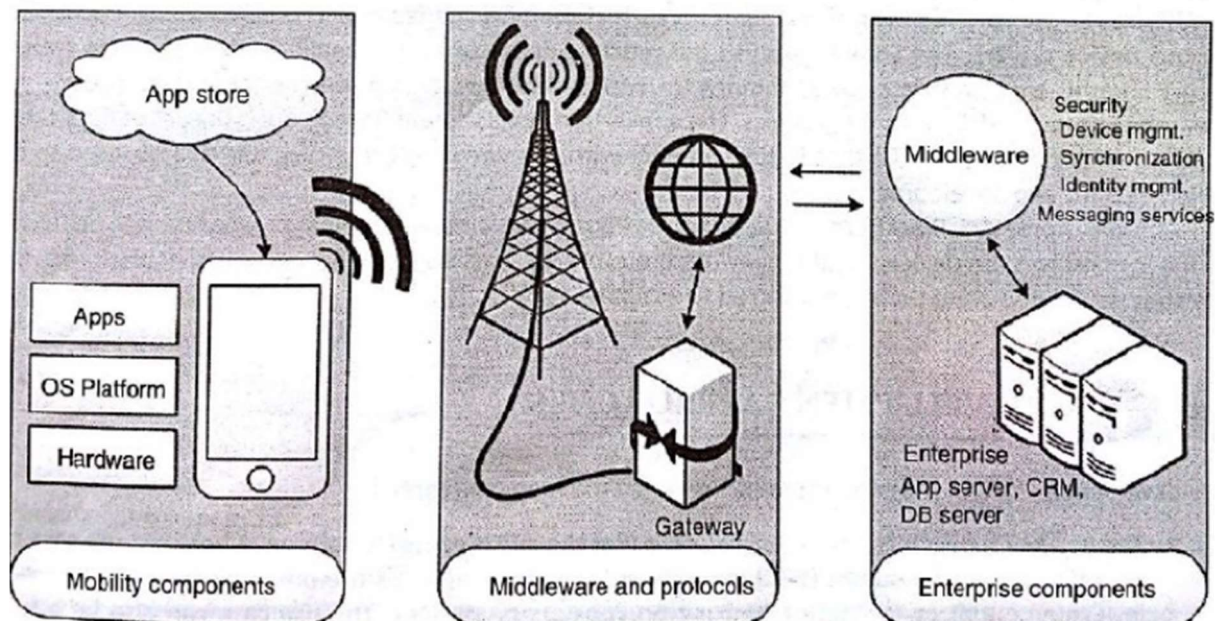 App store
Apps
OS Platform
Hardware
Mobility components
Gateway
Middleware and protocols
Middleware
Security
Device mgmt.
Synchronization
Identity mgmt.
Messaging services
Enterprise
App server, CRM,
DB server
Enterprise components